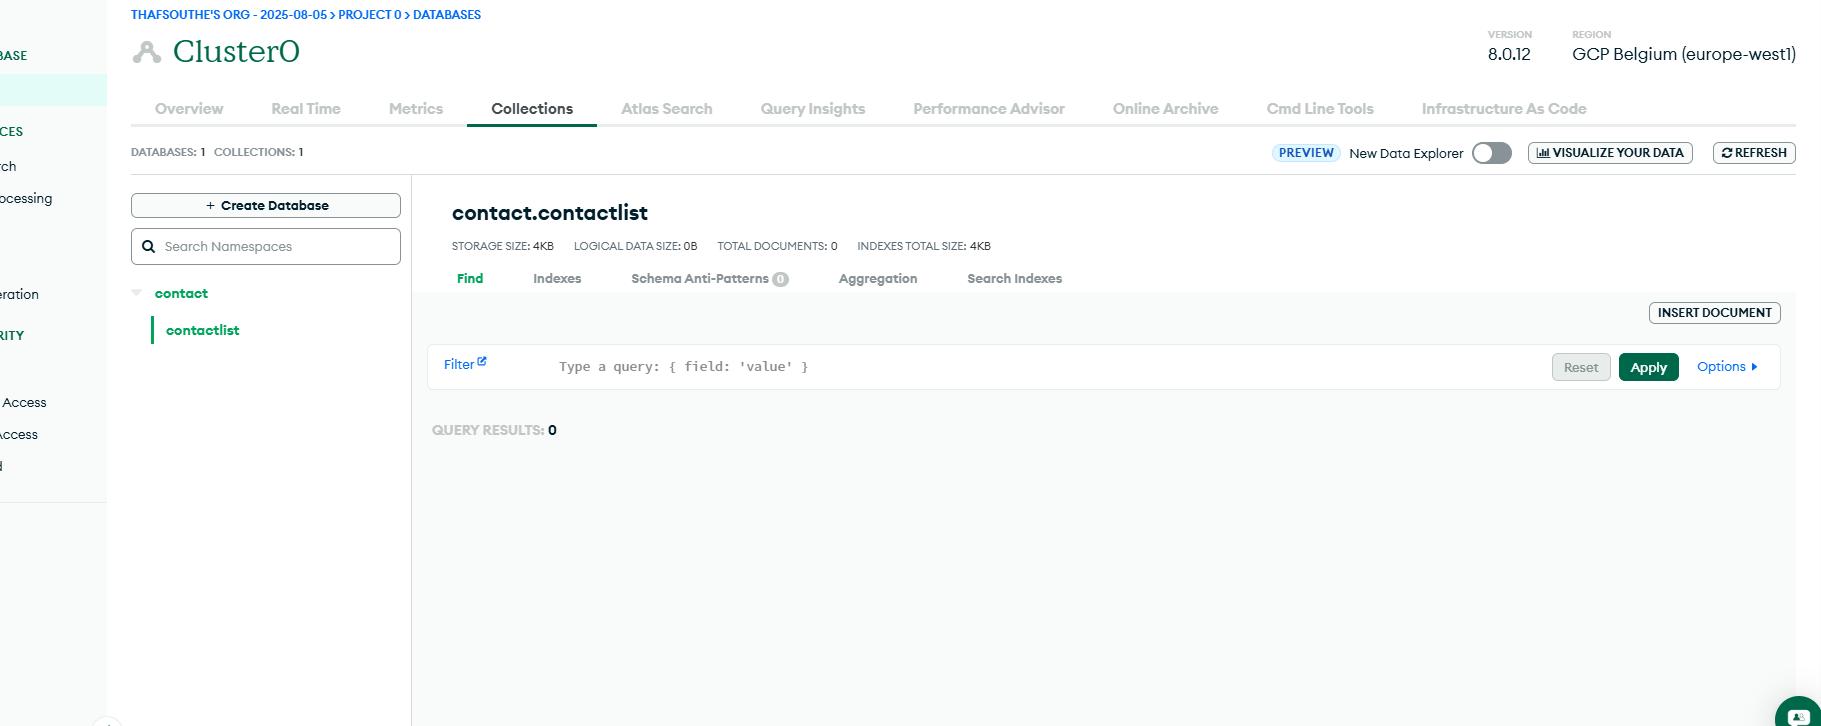 THAFSOUTHE'S ORG - 2025-08-05 > PROJECT 0 > DATABASES
Cluster0
VERSION
8.0.12
REGION
GCP Belgium (europe-west1)
BASE
CES
rch
ocessing
eration
RITY
Access
Access
d
Overview
Real Time
Metrics
Collections
Atlas Search
Query Insights
Performance Advisor
Online Archive
Cmd Line Tools
Infrastructure As Code
DATABASES: 1 COLLECTIONS: 1
PREVIEW New Data Explorer
VISUALIZE YOUR DATA
REFRESH
+ Create Database
Search Namespaces
contact
contactlist
contact.contactlist
STORAGE SIZE: 4KB LOGICAL DATA SIZE: 0B TOTAL DOCUMENTS: 0 INDEXES TOTAL SIZE: 4KB
Find
Indexes
Schema Anti-Patterns 0
Aggregation
Search Indexes
INSERT DOCUMENT
Filter
Type a query: { field: 'value' }
Reset
Apply
Options
QUERY RESULTS: 0